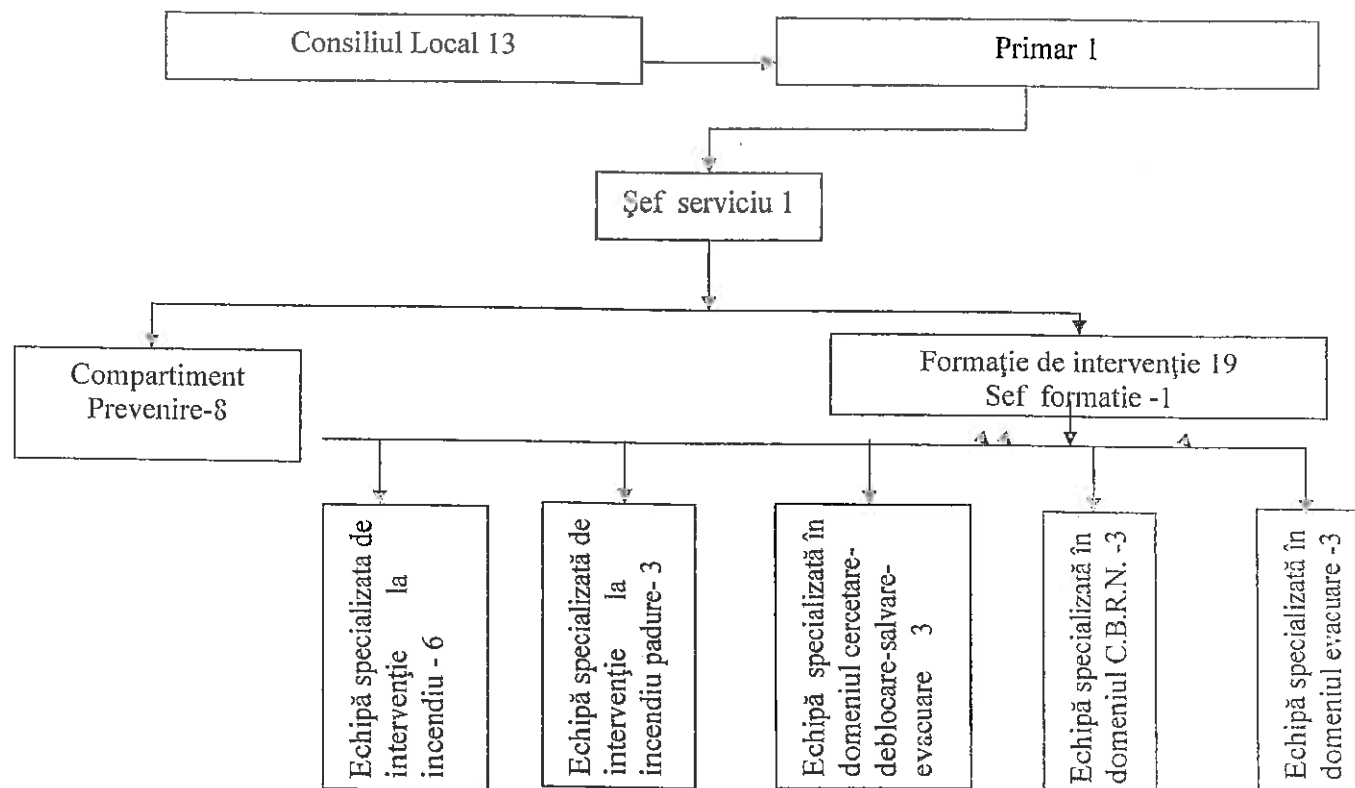 Consiliul Local 13
Primar 1
Şef serviciu 1
Compartiment
Prevenire-8
Formaţie de intervenţie 19
Sef formatie -1
Echipă specializata de
intervenţie la
incendiu - 6
Echipă specializată de
intervenţie la
incendiu padure- 3
Echipă specializată în
domeniul cercetare-
deblocare-salvare-
evacuare 3
Echipă specializată în
domeniul C.B.R.N. -3
Echipă specializată în
domeniul evacuare -3